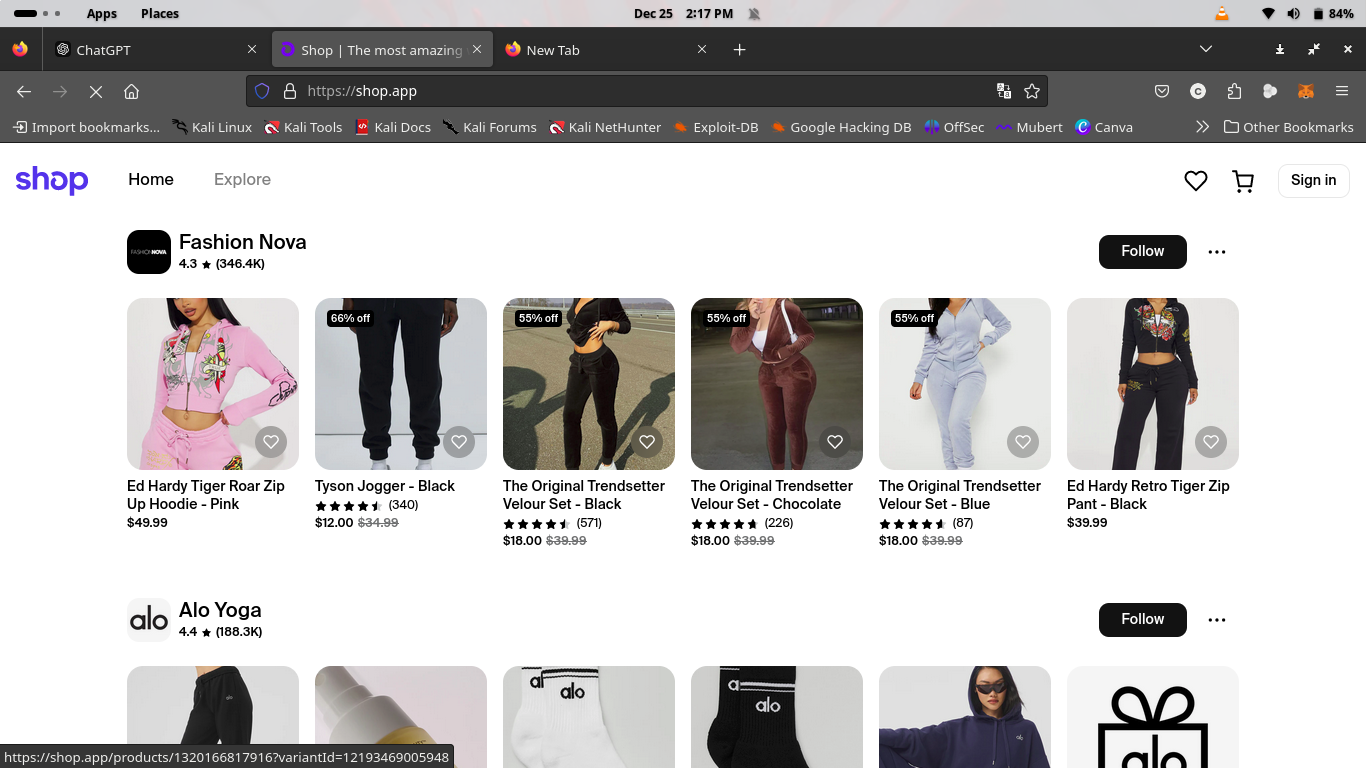 Apps Places Dec 25 2:17 PM 84%
ChatGPT Shop | The most amazing New Tab
https://shop.app
Import bookmarks... Kali Linux Kali Tools Kali Docs Kali Forums Kali NetHunter Exploit-DB Google Hacking DB OffSec Mubert Canva Other Bookmarks
shop Home Explore Sign in
Fashion Nova
4.3 ★ (346.4K)
Follow
FASHIONNOVA
66% off 55% off 55% off 55% off
Ed Hardy Tiger Roar Zip
Up Hoodie - Pink
$49.99
Tyson Jogger - Black
(340)
$12.00 $34.99
The Original Trendsetter
Velour Set - Black
(571)
$18.00 $39.99
The Original Trendsetter
Velour Set - Chocolate
(226)
$18.00 $39.99
The Original Trendsetter
Velour Set - Blue
(87)
$18.00 $39.99
Ed Hardy Retro Tiger Zip
Pant - Black
$39.99
alo
Alo Yoga
4.4 ★ (188.3K)
Follow
alo
alo
alo
https://shop.app/products/1320166817916?variantId=12193469005948